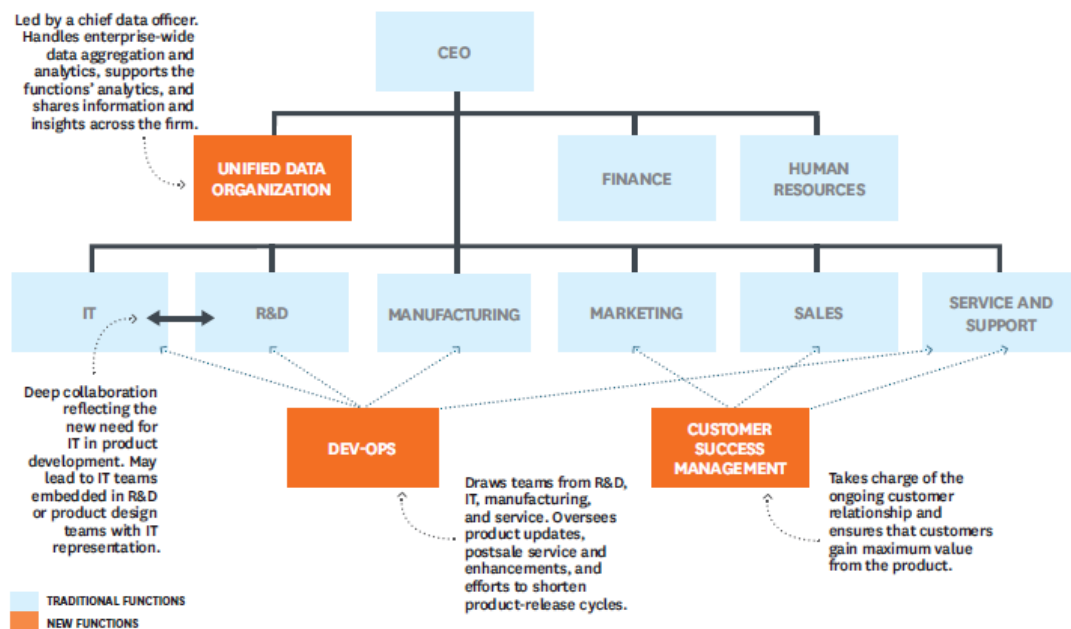 Led by a chief data officer.
Handles enterprise-wide
data aggregation and
analytics, supports the
functions' analytics, and
shares information and
insights across the firm.
CEO
UNIFIED DATA
ORGANIZATION
FINANCE
HUMAN
RESOURCES
IT
R&D
MANUFACTURING
MARKETING
SALES
SERVICE AND
SUPPORT
Deep collaboration
reflecting the
new need for
IT in product
development. May
lead to IT teams
embedded in R&D
or product design
teams with IT
representation.
DEV-OPS
Draws teams from R&D,
IT, manufacturing,
and service. Oversees
product updates,
postsale service and
enhancements, and
efforts to shorten
product-release cycles.
CUSTOMER
SUCCESS
MANAGEMENT
Takes charge of the
ongoing customer
relationship and
ensures that customers
gain maximum value
from the product.
TRADITIONAL FUNCTIONS
NEW FUNCTIONS